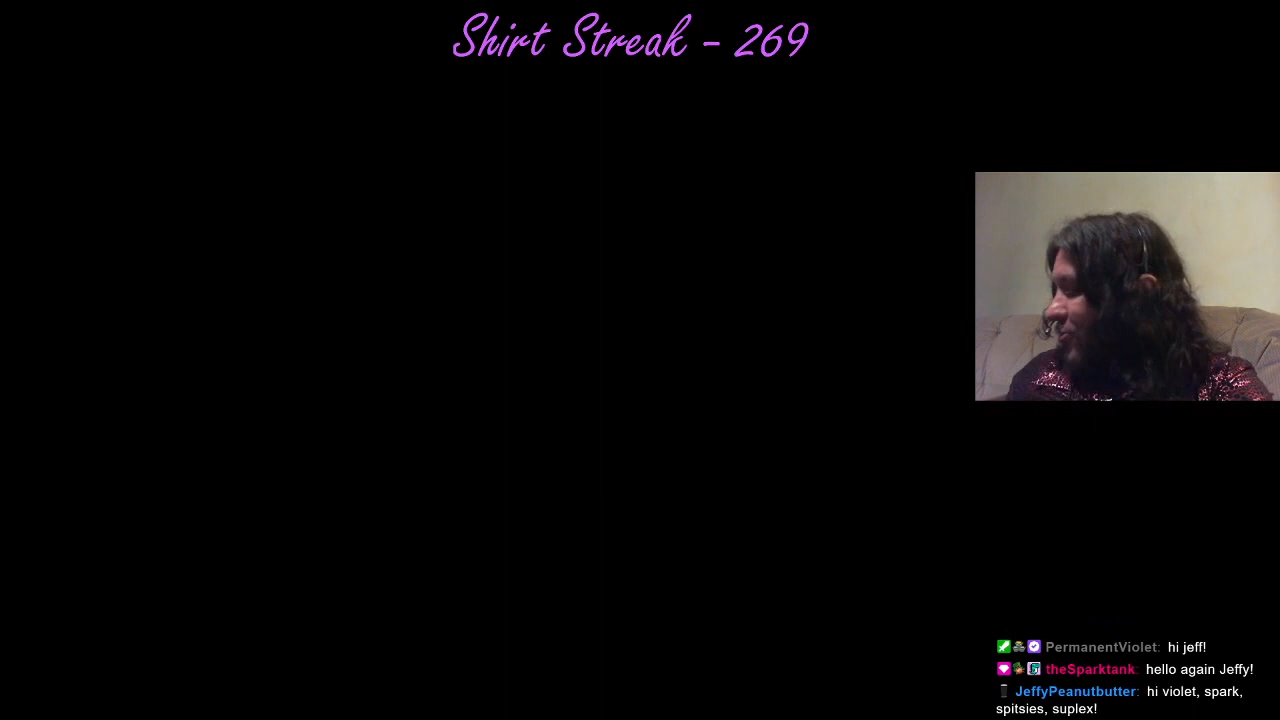 Shirt Streak - 269
PermanentViolet: hi jeff!
theSparktank: hello again Jeffy!
JeffyPeanutbutter: hi violet, spark,
spitsies, suplex!